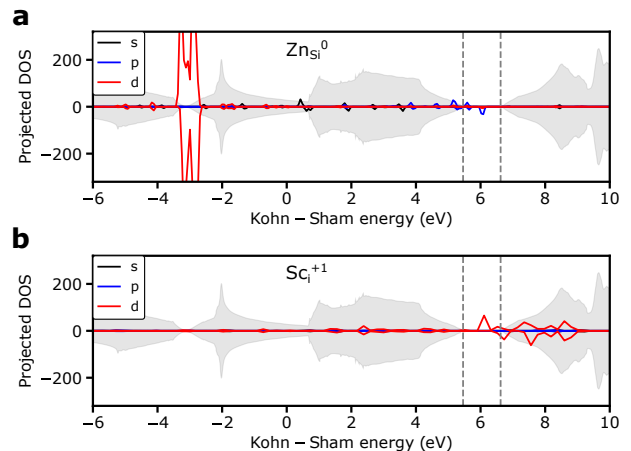 a
Zn_Si^0
s
p
d
Projected DOS
200
0
−200
−6 −4 −2 0 2 4 6 8 10
Kohn − Sham energy (eV)
b
Sc_i^+1
s
p
d
Projected DOS
200
0
−200
−6 −4 −2 0 2 4 6 8 10
Kohn − Sham energy (eV)